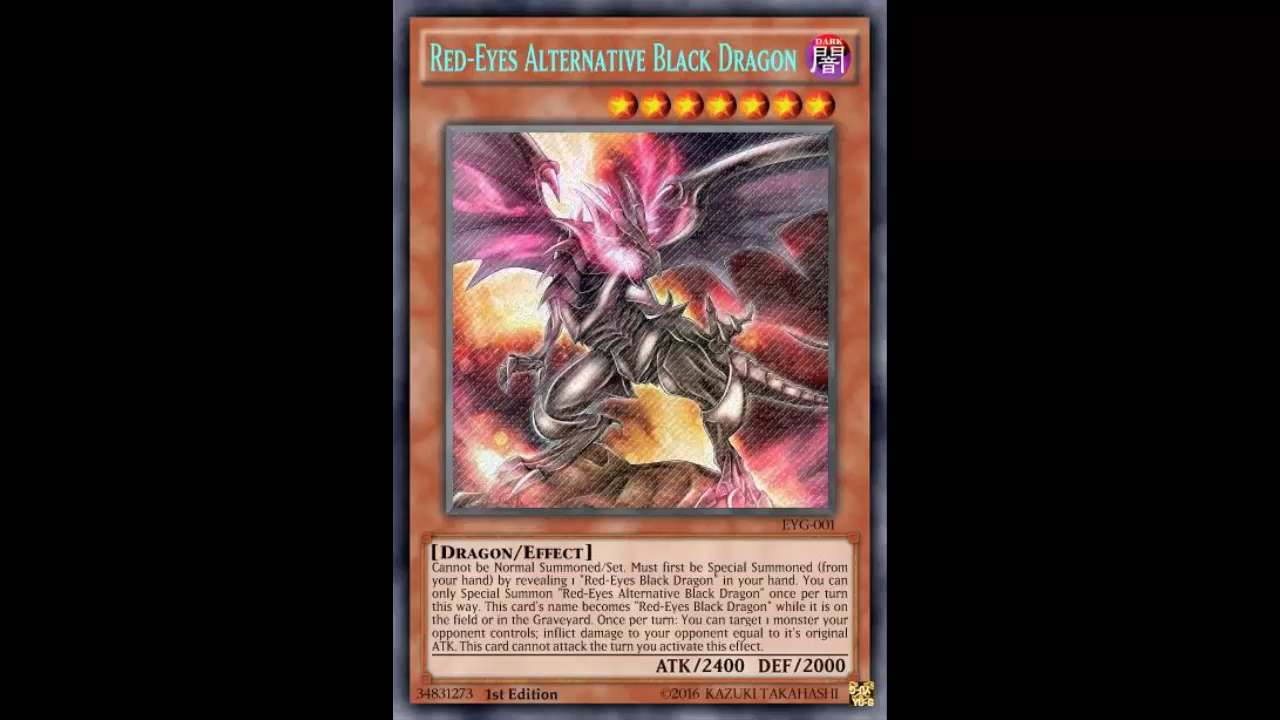 RED-EYES ALTERNATIVE BLACK DRAGON
DARK
闇
EYG-001
[DRAGON/EFFECT]
Cannot be Normal Summoned/Set. Must first be Special Summoned (from
your hand) by revealing 1 "Red-Eyes Black Dragon" in your hand. You can
only Special Summon "Red-Eyes Alternative Black Dragon" once per turn
this way. This card's name becomes "Red-Eyes Black Dragon" while it is on
the field or in the Graveyard. Once per turn: You can target 1 monster your
opponent controls; inflict damage to your opponent equal to it's original
ATK. This card cannot attack the turn you activate this effect.
ATK/2400 DEF/2000
34831273 1st Edition ©2016 KAZUKI TAKAHASHI